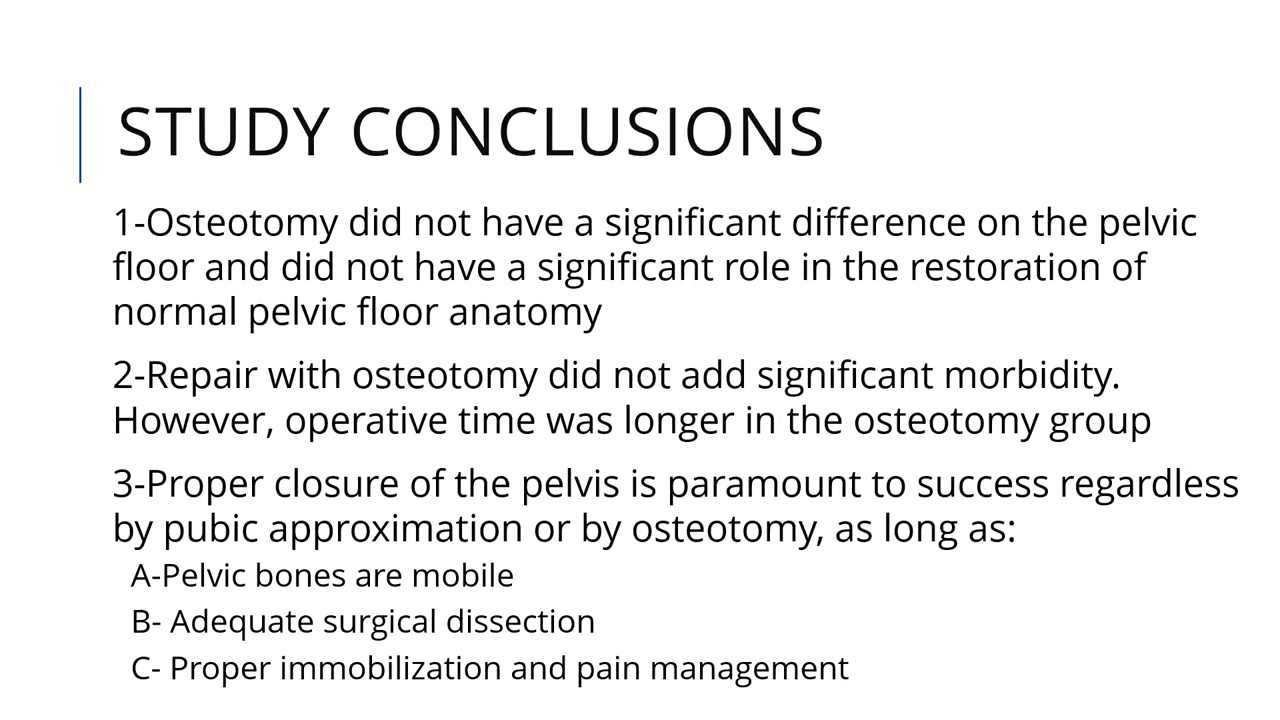 STUDY CONCLUSIONS
1-Osteotomy did not have a significant difference on the pelvic
floor and did not have a significant role in the restoration of
normal pelvic floor anatomy
2-Repair with osteotomy did not add significant morbidity.
However, operative time was longer in the osteotomy group
3-Proper closure of the pelvis is paramount to success regardless
by pubic approximation or by osteotomy, as long as:
A-Pelvic bones are mobile
B- Adequate surgical dissection
C- Proper immobilization and pain management